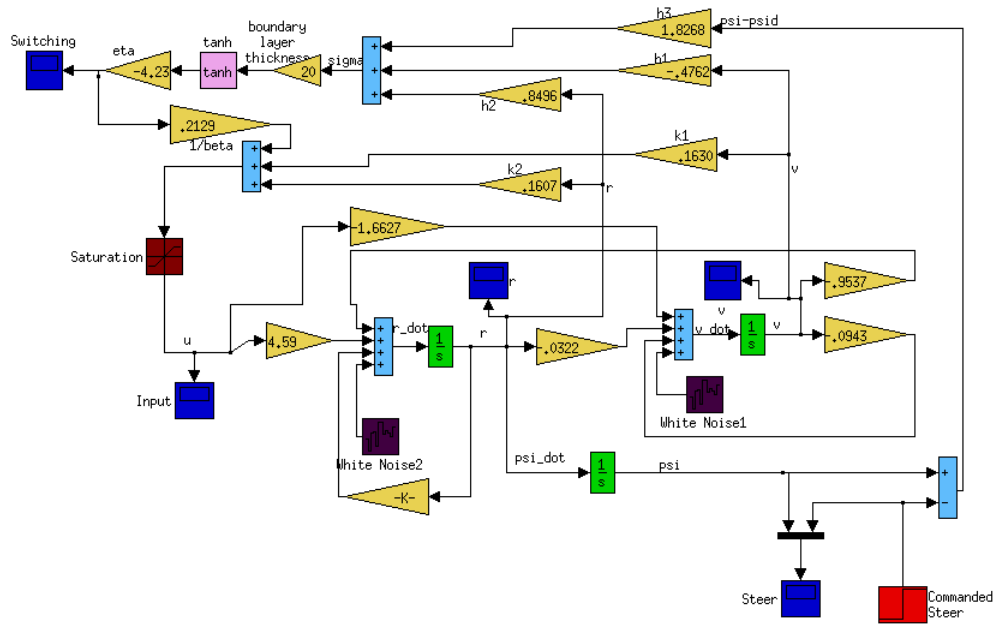 h3
psi-psid
1.8268
boundary
layer
thickness
Switching
eta
tanh
-4.23
tanh
20
sigma
+
+
+
h1
-.4762
.8496
h2
.2129
1/beta
+
+
+
k1
.1630
k2
.1607
r
v
Saturation
-1.6627
r
v
-.9537
u
4.59
+
+
+
+
r_dot
1
s
r
-.0322
+
+
+
+
v_dot
1
s
v
-.0943
Input
White Noise2
White Noise1
-K-
psi_dot
1
s
psi
+
-
Steer
Commanded
Steer